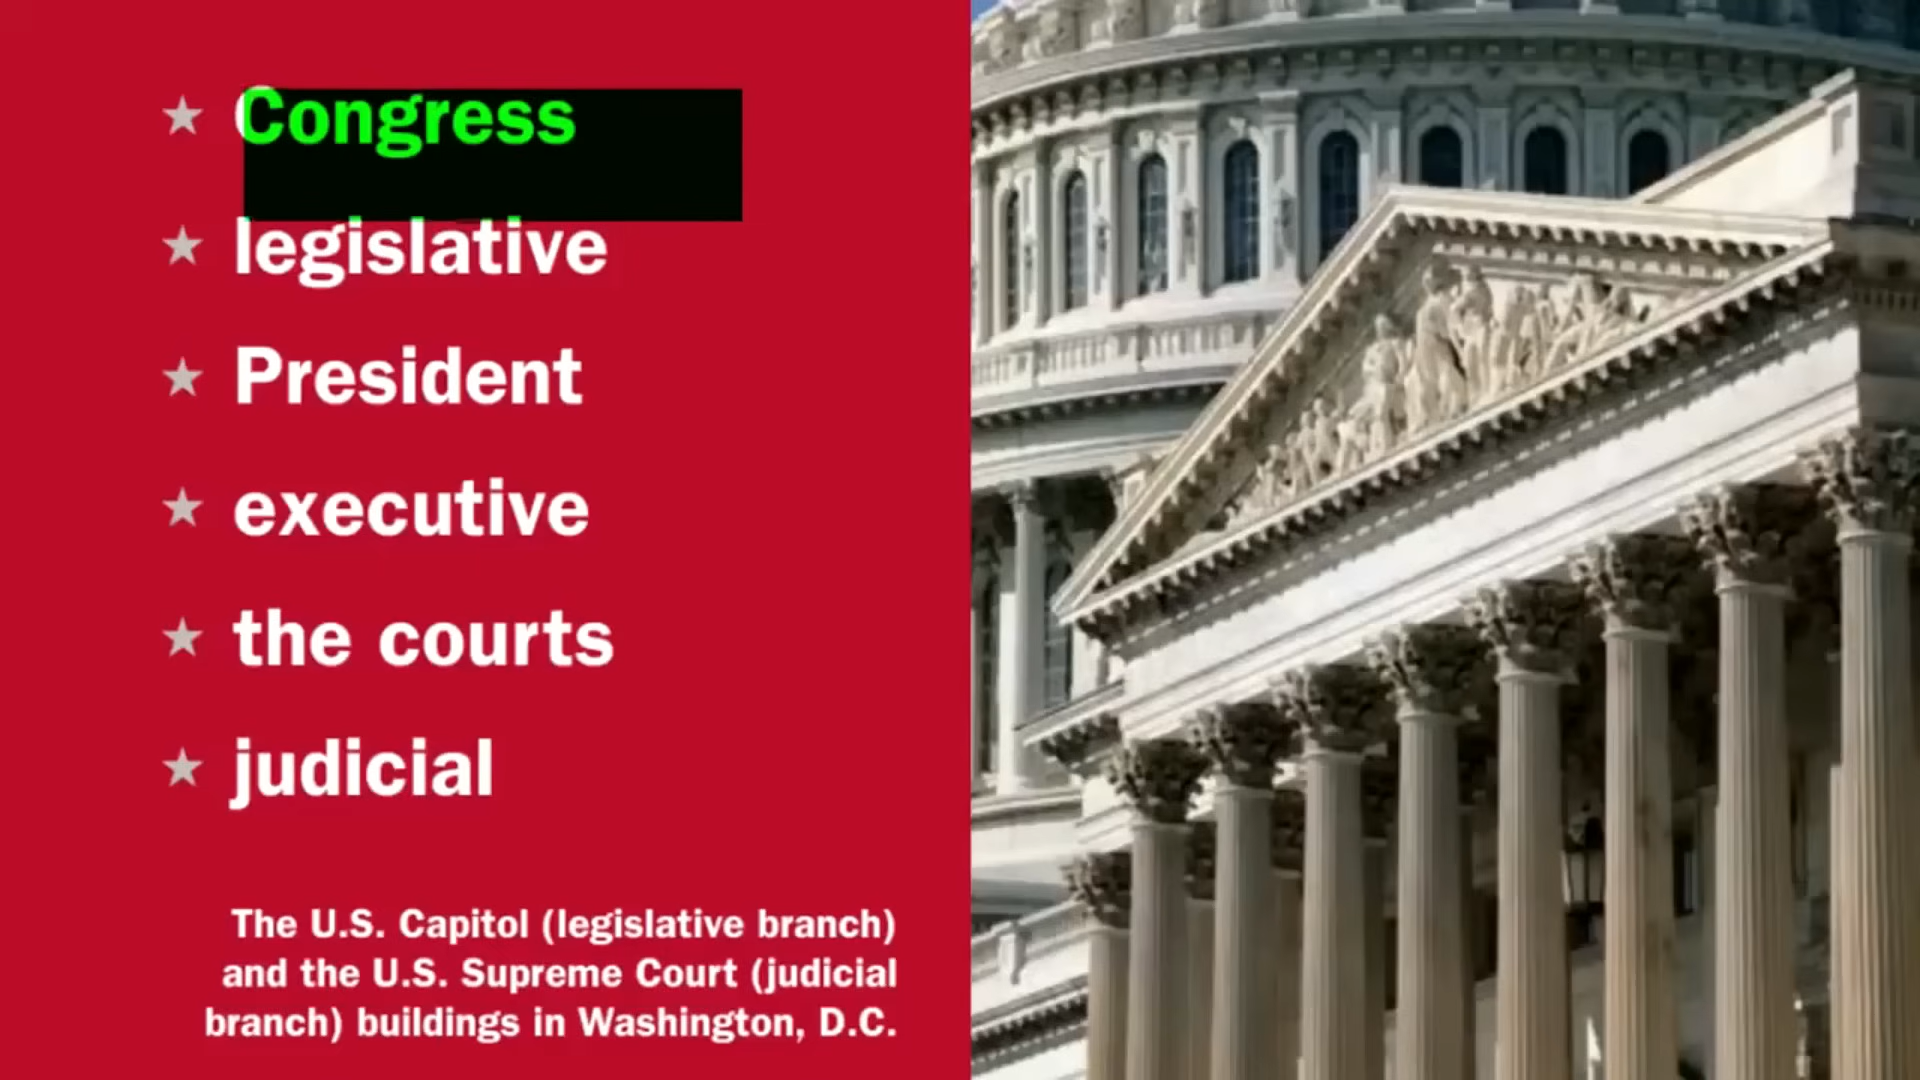 Congress
legislative
President
executive
the courts
judicial
The U.S. Capitol (legislative branch)
and the U.S. Supreme Court (judicial
branch) buildings in Washington, D.C.